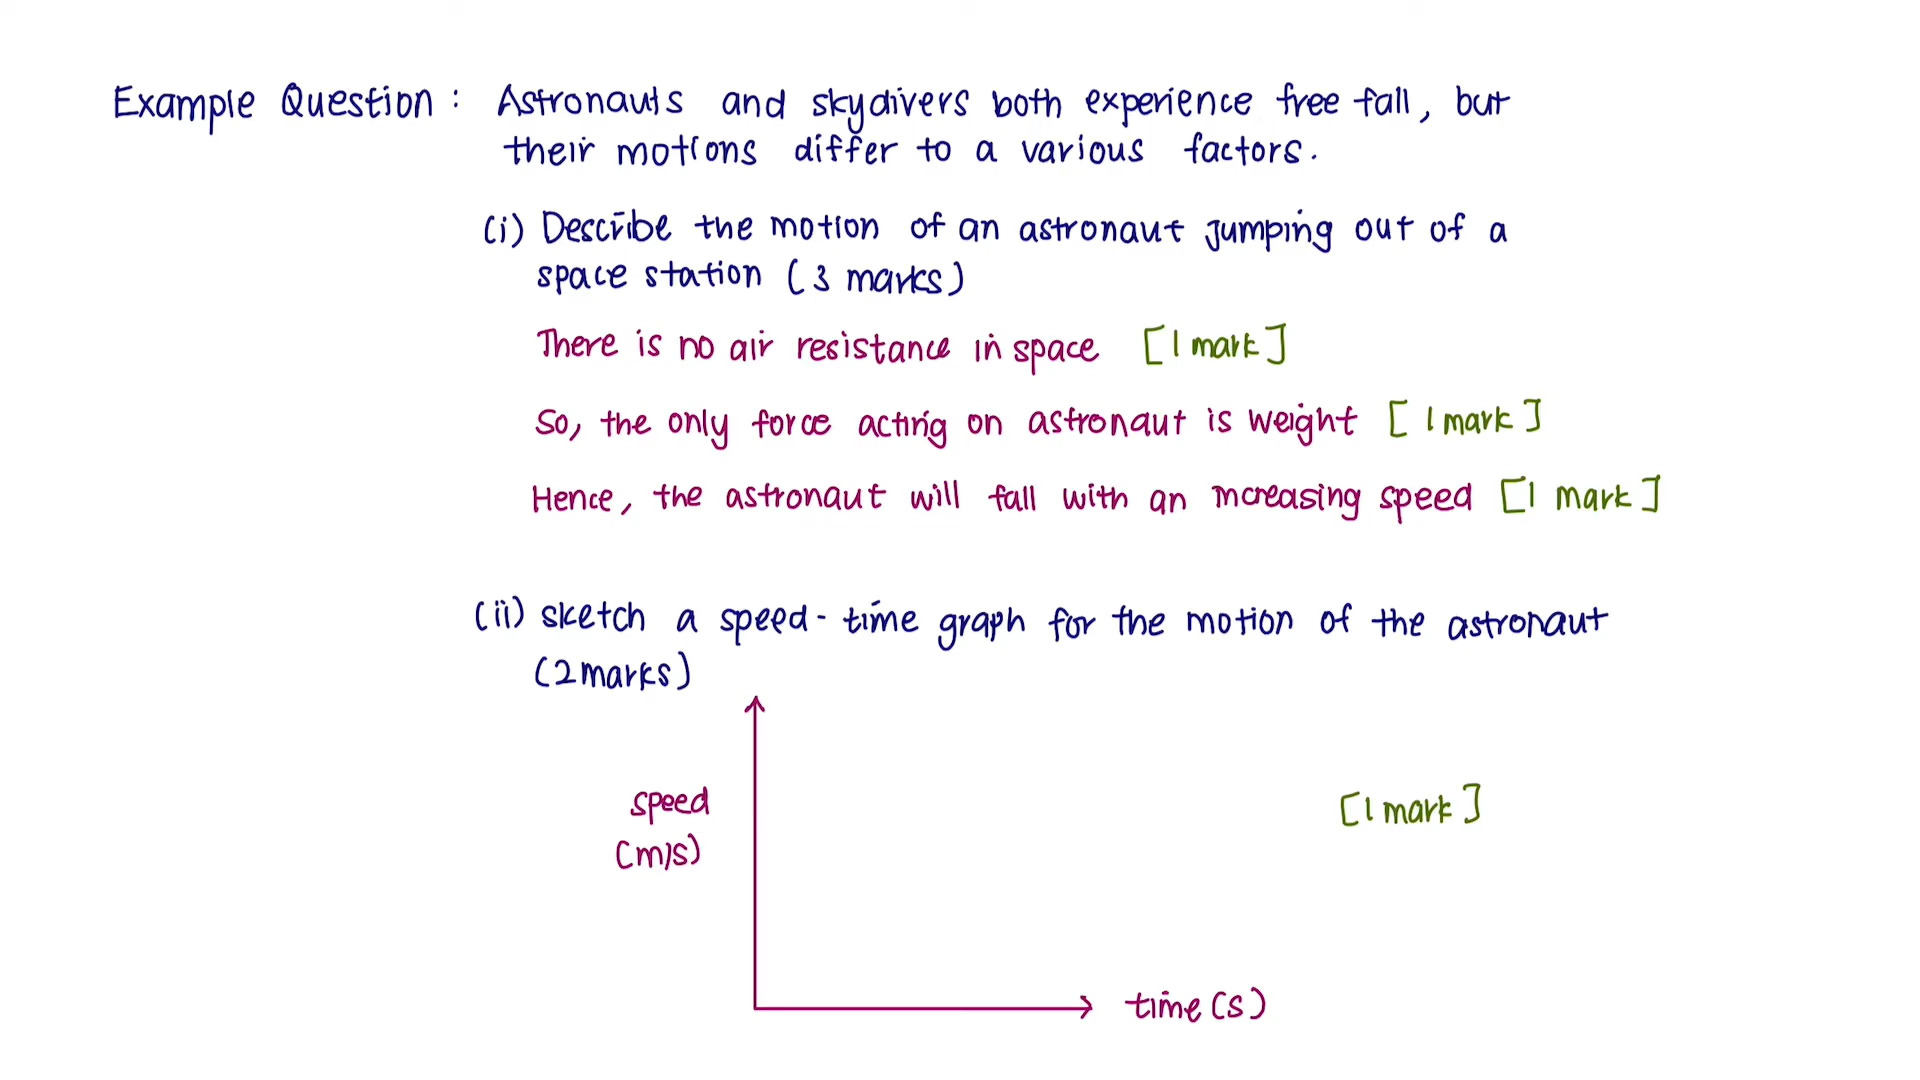 Example Question : Astronauts and skydivers both experience free fall, but
their motions differ to a various factors.
(i) Describe the motion of an astronaut jumping out of a
space station (3 marks)
There is no air resistance in space [1 mark]
So, the only force acting on astronaut is weight [1 mark]
Hence, the astronaut will fall with an increasing speed [1 mark]
(ii) sketch a speed-time graph for the motion of the astronaut
(2 marks)
speed
(m/s)
[1 mark]
time (s)